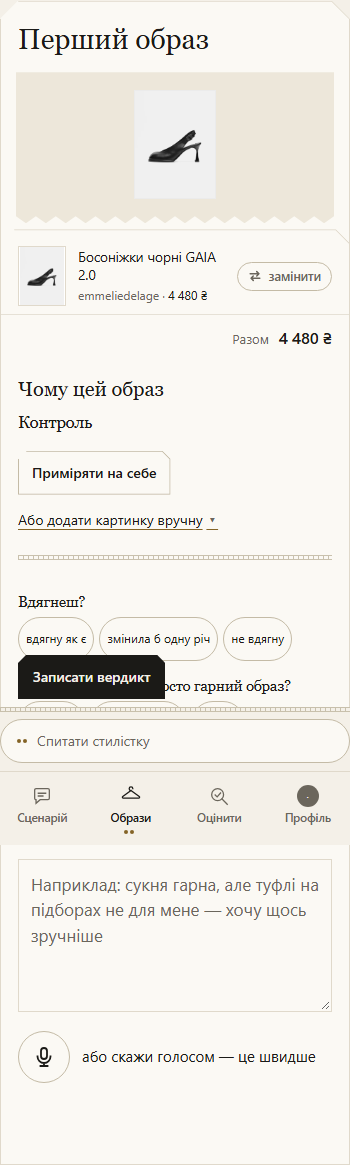 Перший образ
Босоніжки чорні GAIA
2.0
emmeliedelage · 4 480 ₴
замінити
Разом 4 480 ₴
Чому цей образ
Контроль
Приміряти на себе
Або додати картинку вручну
Вдягнеш?
вдягну як є
змінила б одну річ
не вдягну
Записати вердикт
гарний образ?
Спитати стилістку
Сценарій
Образи
Оцінити
Профіль
Наприклад: сукня гарна, але туфлі на
підборах не для мене — хочу щось
зручніше
або скажи голосом — це швидше